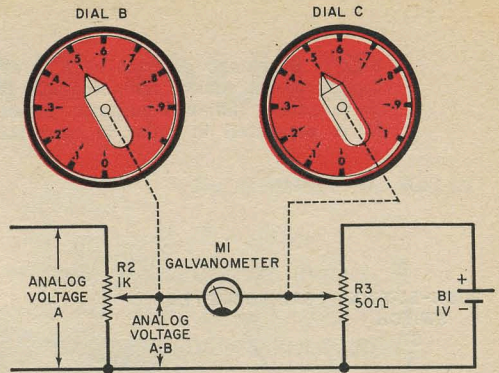 DIAL B
DIAL C
.5 .6 .7
.4 .8
.3 .9
.2 1
.1 0
.5 .6 .7
.4 .8
.3 .9
.2 1
.1 0
M1
GALVANOMETER
ANALOG
VOLTAGE
A
R2
1K
ANALOG
VOLTAGE
A-B
R3
50Ω
B1
1V
+
−